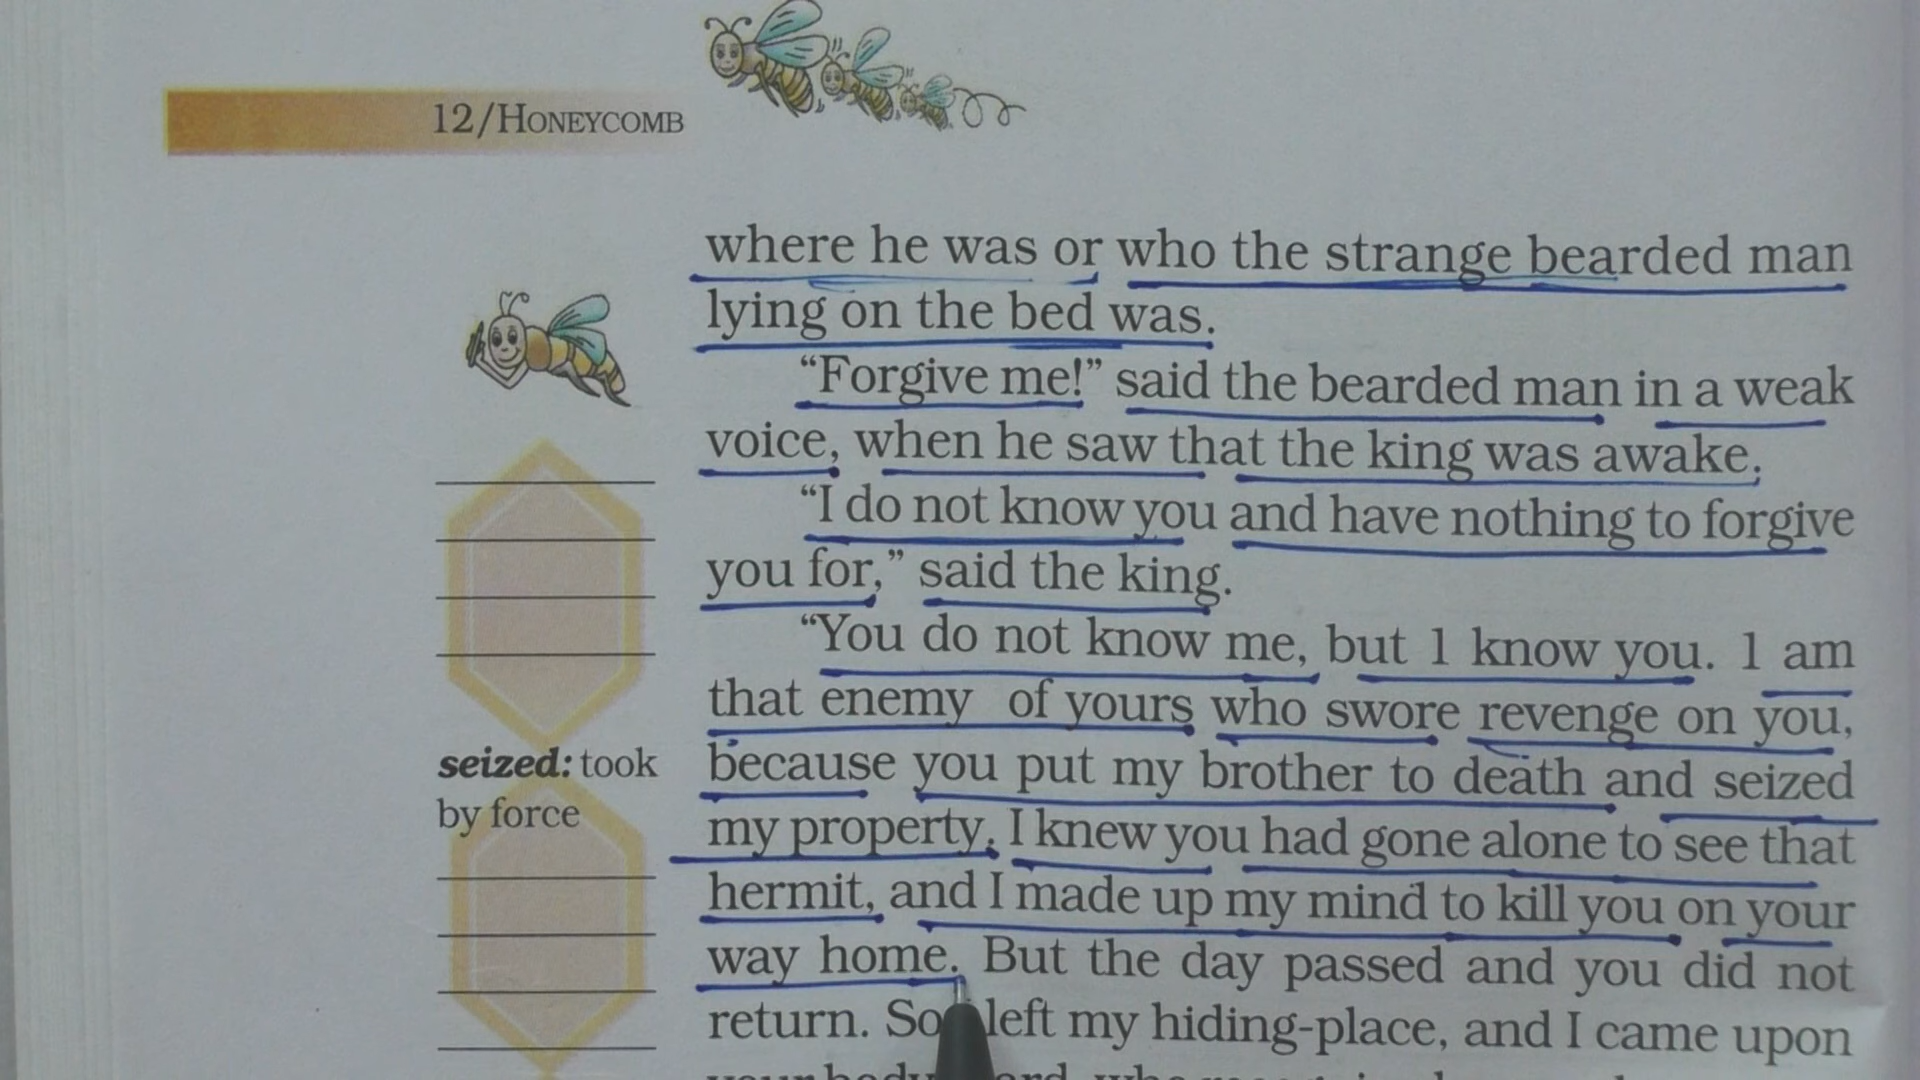 12/HONEYCOMB
where he was or who the strange bearded man
lying on the bed was.
“Forgive me!” said the bearded man in a weak
voice, when he saw that the king was awake.
“I do not know you and have nothing to forgive
you for,” said the king.
“You do not know me, but 1 know you. 1 am
that enemy of yours who swore revenge on you,
because you put my brother to death and seized
my property. I knew you had gone alone to see that
hermit, and I made up my mind to kill you on your
way home. But the day passed and you did not
return. So left my hiding-place, and I came upon
seized: took
by force